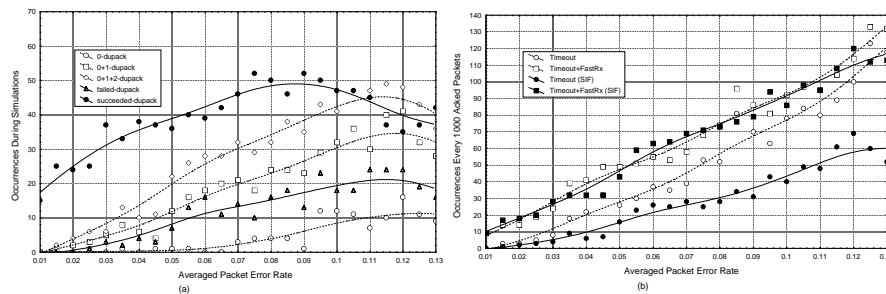 70
60
50
40
30
20
10
0
Occurrences During Simulations
0-dupack
0+1-dupack
0+1+2-dupack
failed-dupack
succeeded-dupack
0.01 0.02 0.03 0.04 0.05 0.06 0.07 0.08 0.09 0.10 0.11 0.12 0.13
Averaged Packet Error Rate
(a)
140
130
120
110
100
90
80
70
60
50
40
30
20
10
0
Occurrences Every 1000 Acked Packets
Timeout
Timeout+FastRx
Timeout (SIF)
Timeout+FastRx (SIF)
0.01 0.02 0.03 0.04 0.05 0.06 0.07 0.08 0.09 0.10 0.11 0.12 0.13
Averaged Packet Error Rate
(b)